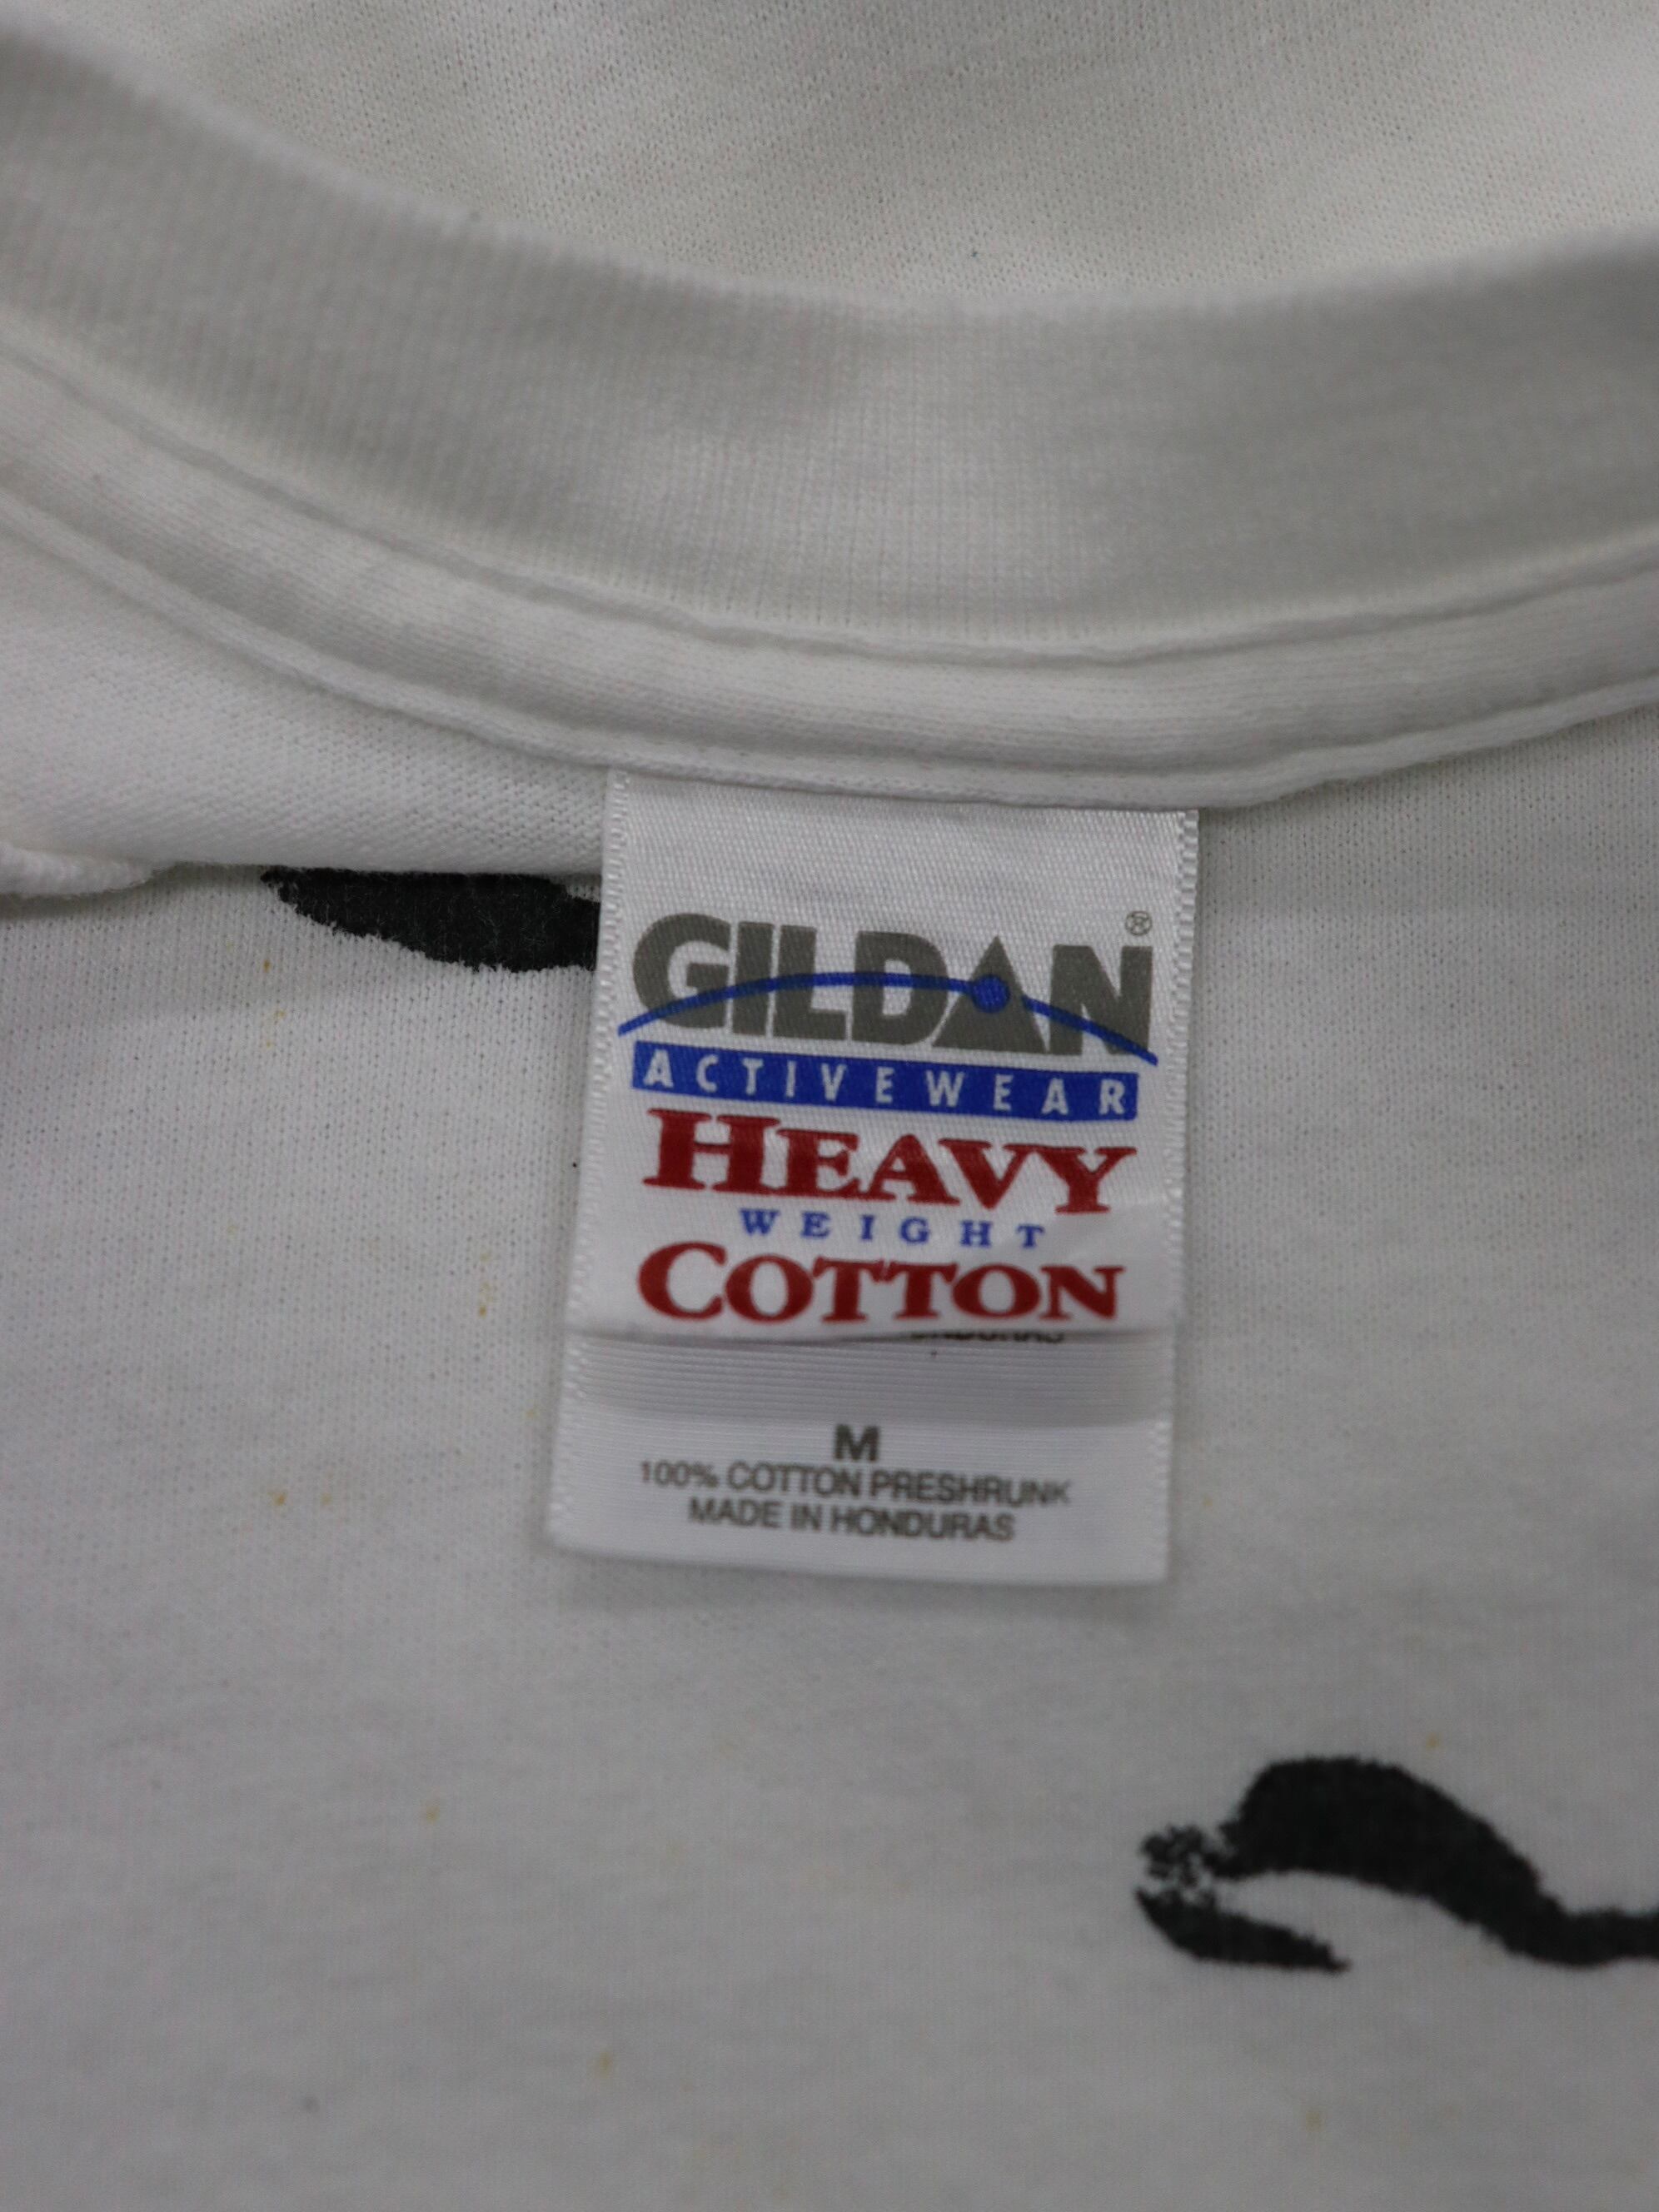 GILDAN®
ACTIVEWEAR
HEAVY
WEIGHT
COTTON
M
100% COTTON PRESHRUNK
MADE IN HONDURAS